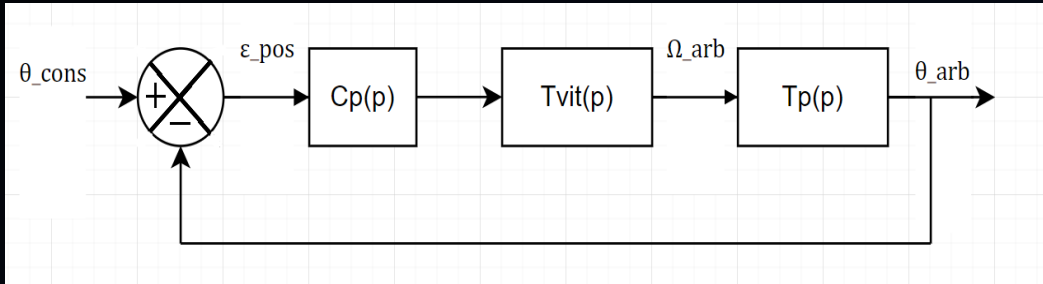 θ_cons
+
−
ε_pos
Cp(p)
Tvit(p)
Ω_arb
Tp(p)
θ_arb